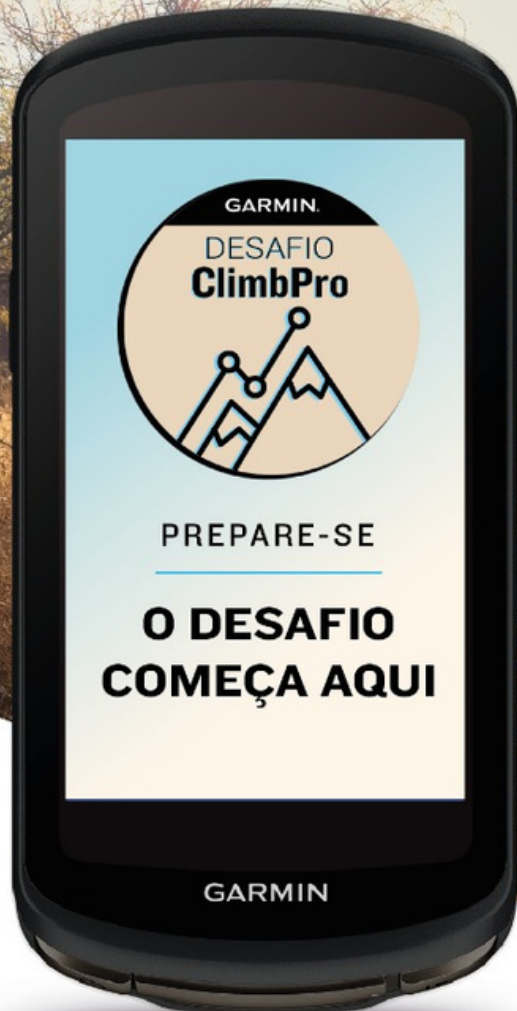 GARMIN.
DESAFIO
ClimbPro
PREPARE-SE
O DESAFIO
COMEÇA AQUI
GARMIN